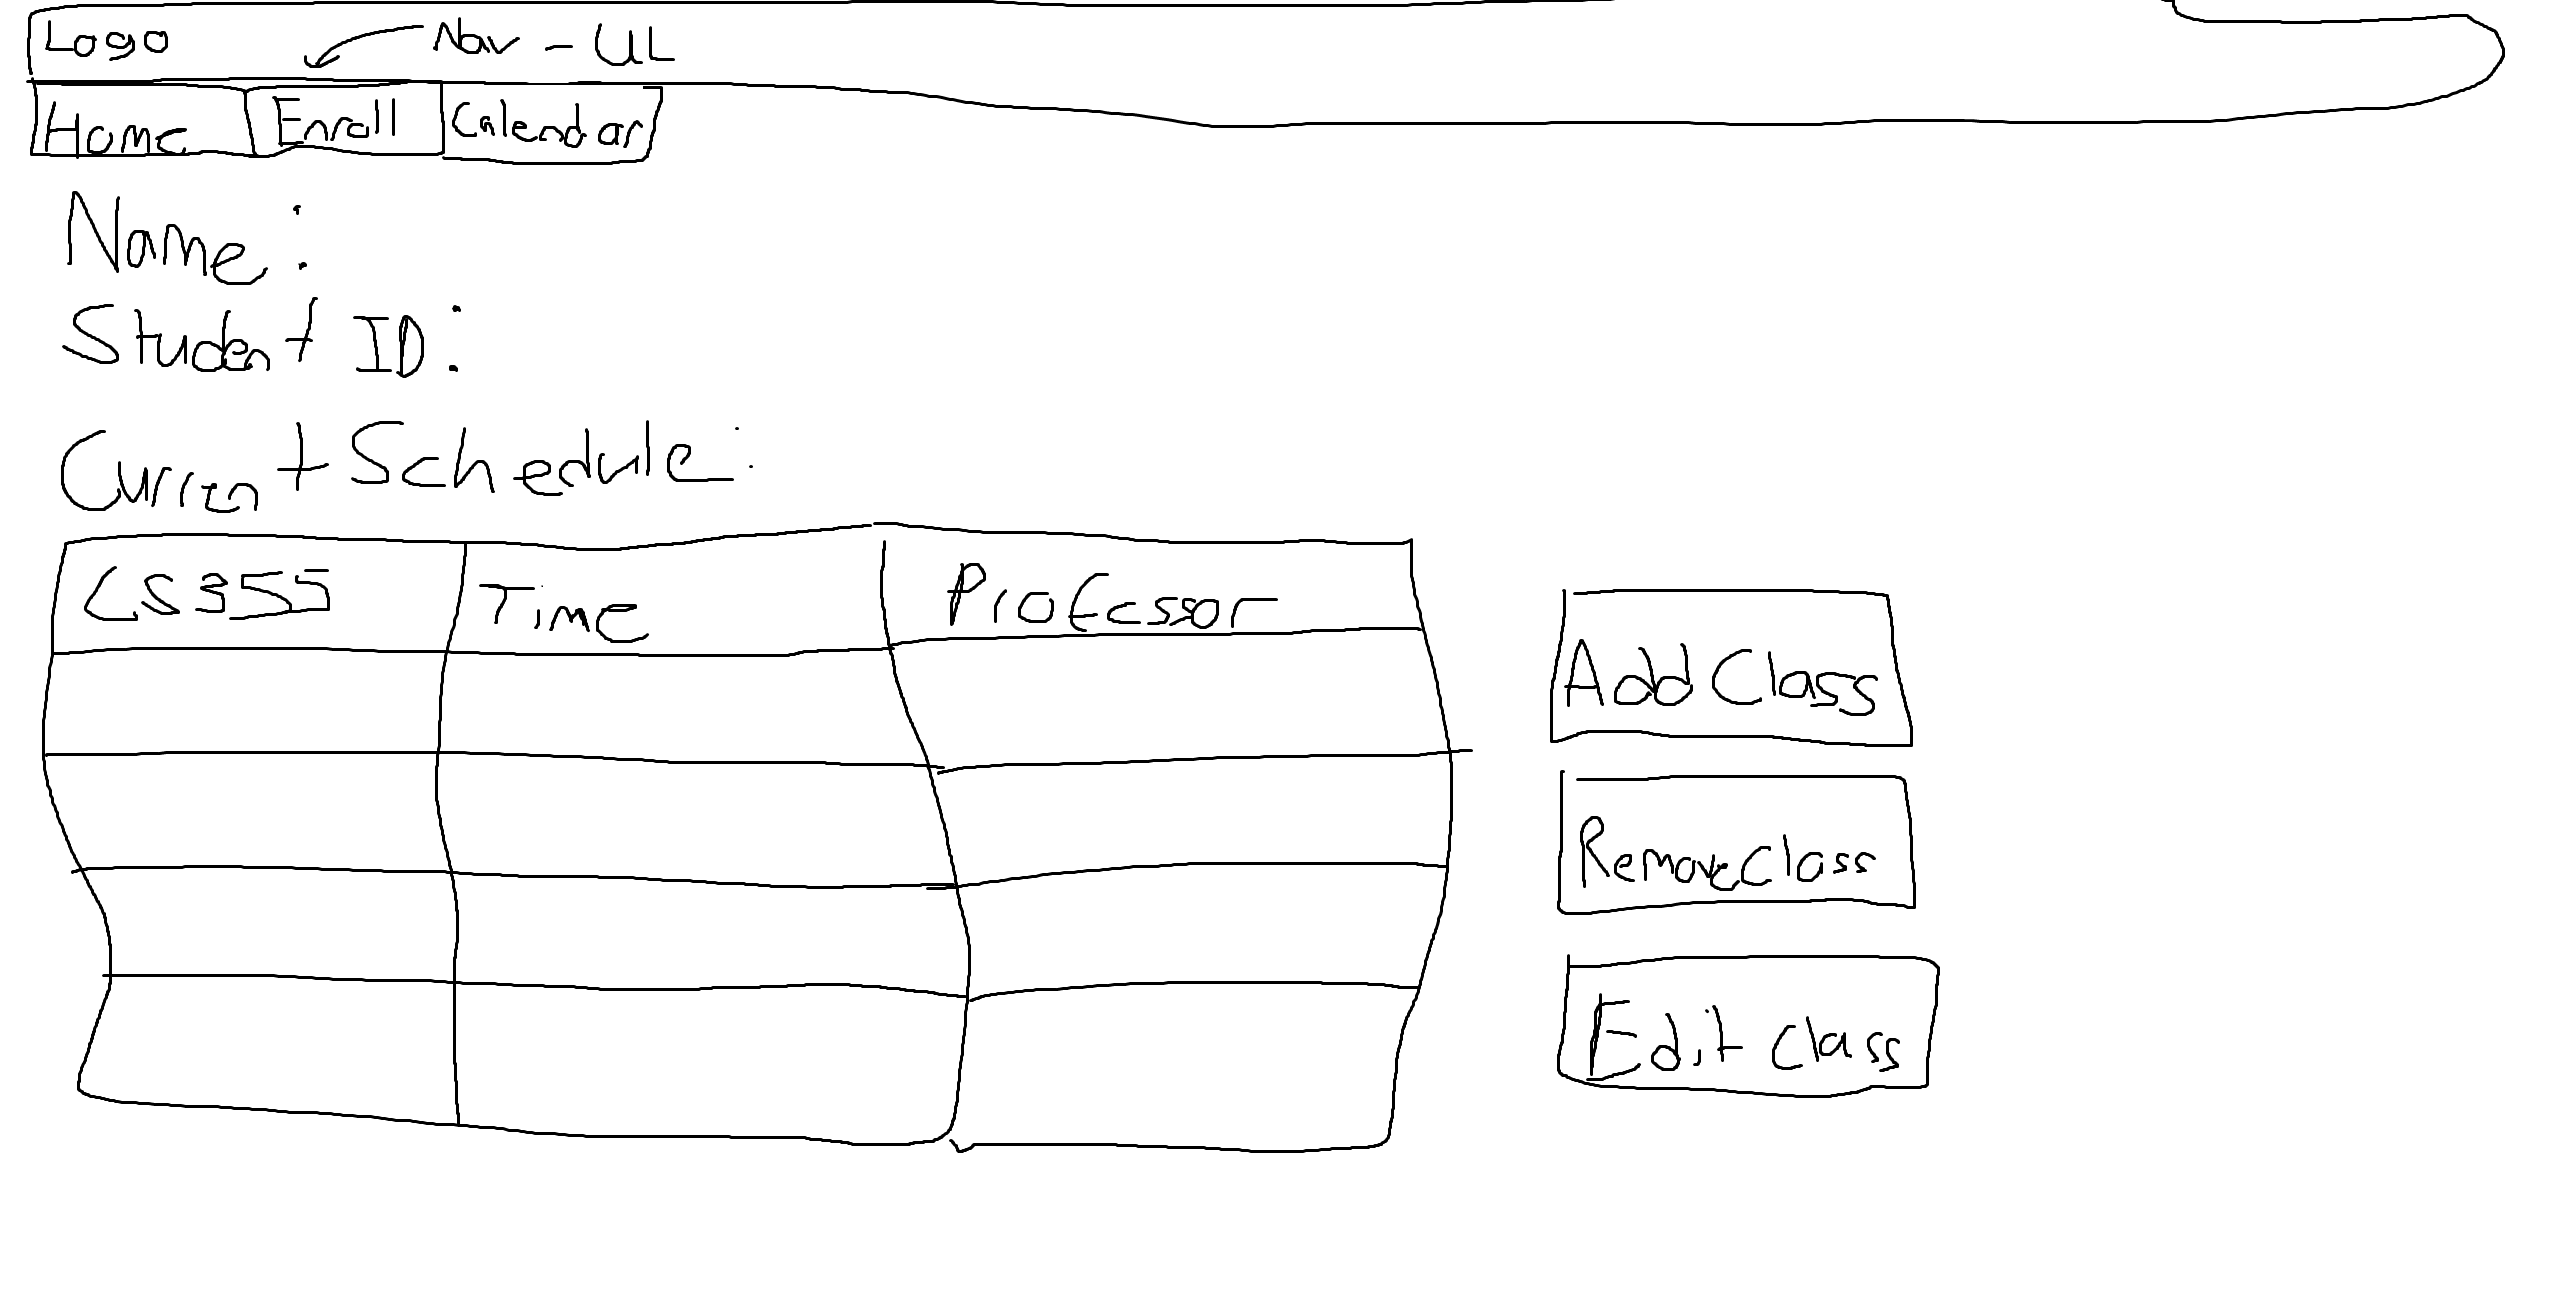 Logo
Nav - UL
Home Enroll Calendar
Name:
Student ID:
Current Schedule:
CS355 Time Professor
Add Class
Remove Class
Edit Class